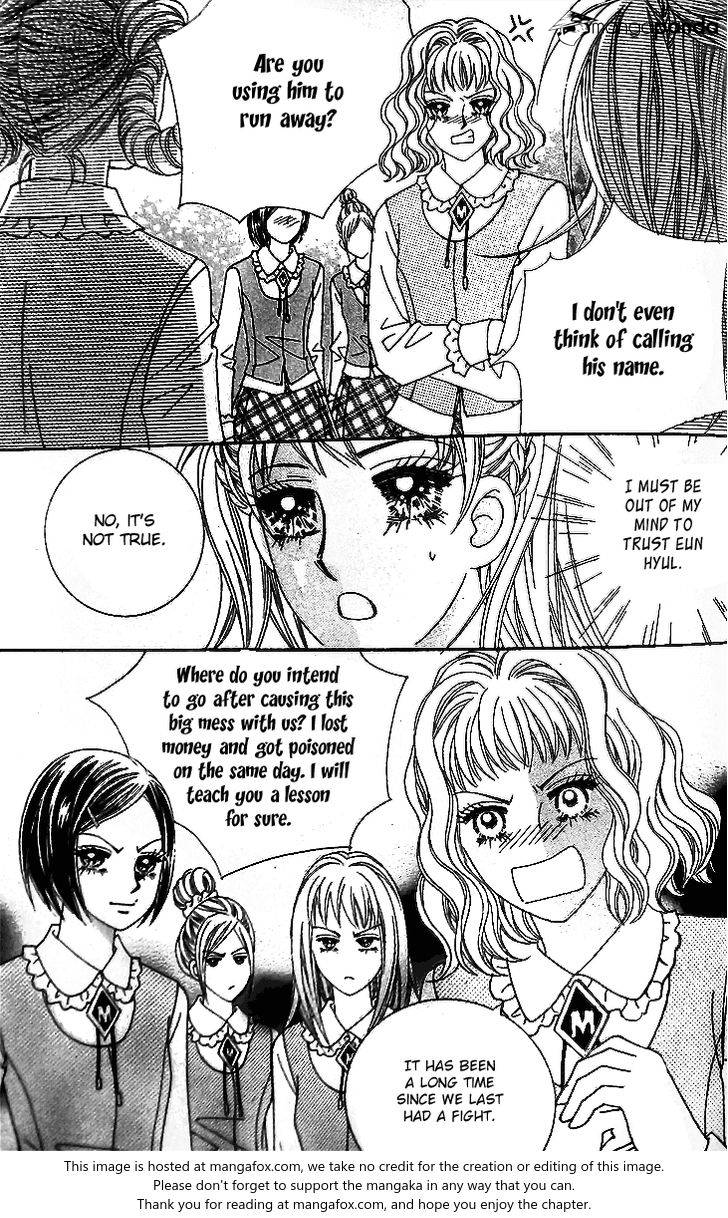 Are you
using him to
run away?
I don't even
think of calling
his name.
NO, IT'S
NOT TRUE.
I MUST BE
OUT OF MY
MIND TO
TRUST EUN
HYUL.
Where do you intend
to go after causing this
big mess with us? I lost
money and got poisoned
on the same day. I will
teach you a lesson
for sure.
IT HAS BEEN
A LONG TIME
SINCE WE LAST
HAD A FIGHT.
M
M
This image is hosted at mangafox.com, we take no credit for the creation or editing of this image.
Please don't forget to support the mangaka in any way that you can.
Thank you for reading at mangafox.com, and hope you enjoy the chapter.